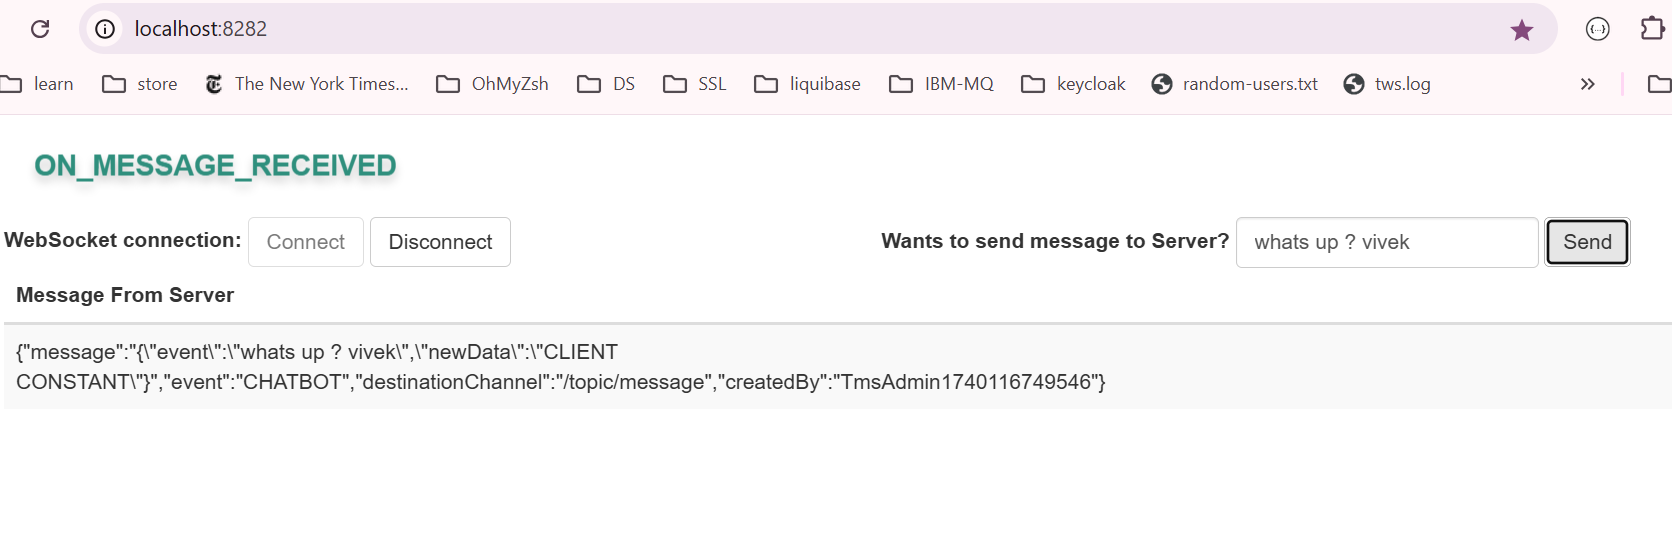 localhost:8282
learn store The New York Times... OhMyZsh DS SSL liquibase IBM-MQ keycloak random-users.txt tws.log
ON_MESSAGE_RECEIVED
WebSocket connection: Connect Disconnect Wants to send message to Server? whats up ? vivek Send
Message From Server
{"message":"{\"event\":\"whats up ? vivek\",\"newData\":\"CLIENT
CONSTANT\"}","event":"CHATBOT","destinationChannel":"/topic/message","createdBy":"TmsAdmin1740116749546"}